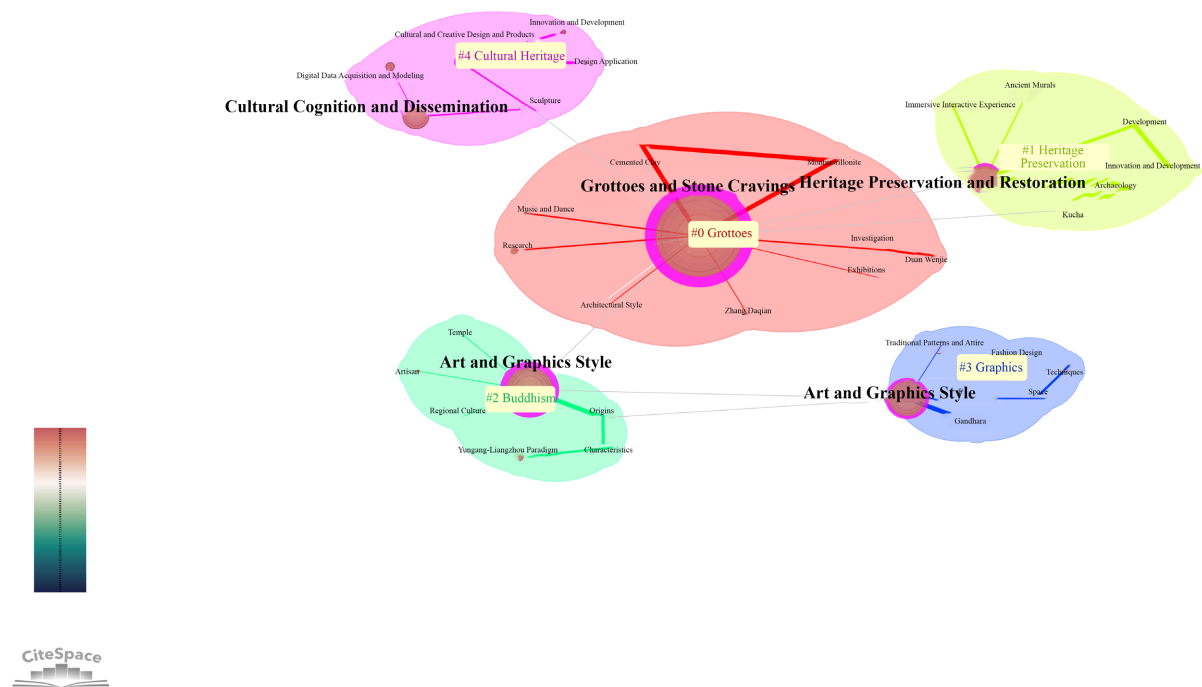 Innovation and Development
Cultural and Creative Design and Products
#4 Cultural Heritage
Design Application
Digital Data Acquisition and Modeling
Cultural Cognition and Dissemination
Sculpture
Ancient Murals
Immersive Interactive Experience
Development
#1 Heritage
Preservation
Innovation and Development
Heritage Preservation and Restoration
Archaeology
Kucha
Cemented Clay
Montmorillonite
Grottoes and Stone Cravings
Music and Dance
#0 Grottoes
Research
Investigation
Duan Wenjie
Exhibitions
Architectural Style
Zhang Daqian
Temple
Art and Graphics Style
Artisan
#2 Buddhism
Regional Culture
Origins
Yungang-Liangzhou Paradigm
Characteristics
Traditional Patterns and Attire
Fashion Design
#3 Graphics
Techniques
Art and Graphics Style
Space
Gandhara
CiteSpace